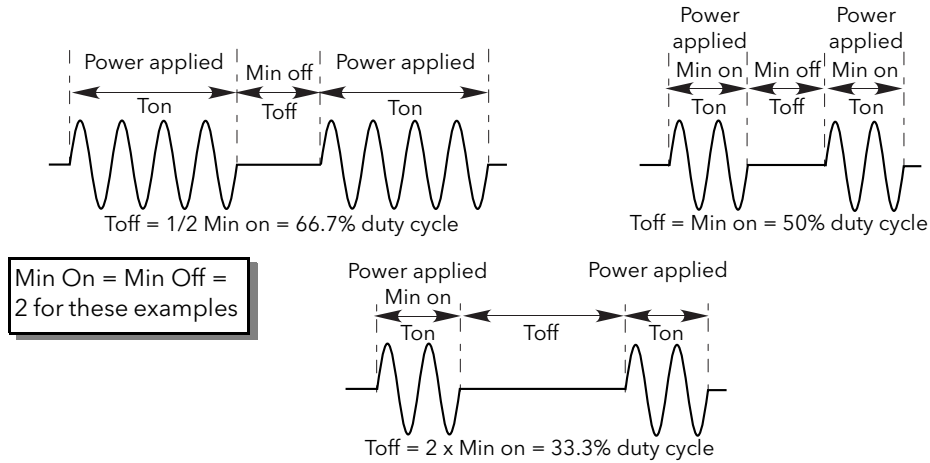 Power applied
Min off
Power applied
Ton
Toff
Ton
Toff = 1/2 Min on = 66.7% duty cycle
Power
applied
Power
applied
Min on
Min off
Min on
Ton
Toff
Ton
Toff = Min on = 50% duty cycle
Min On = Min Off =
2 for these examples
Power applied
Power applied
Min on
Ton
Toff
Ton
Toff = 2 x Min on = 33.3% duty cycle